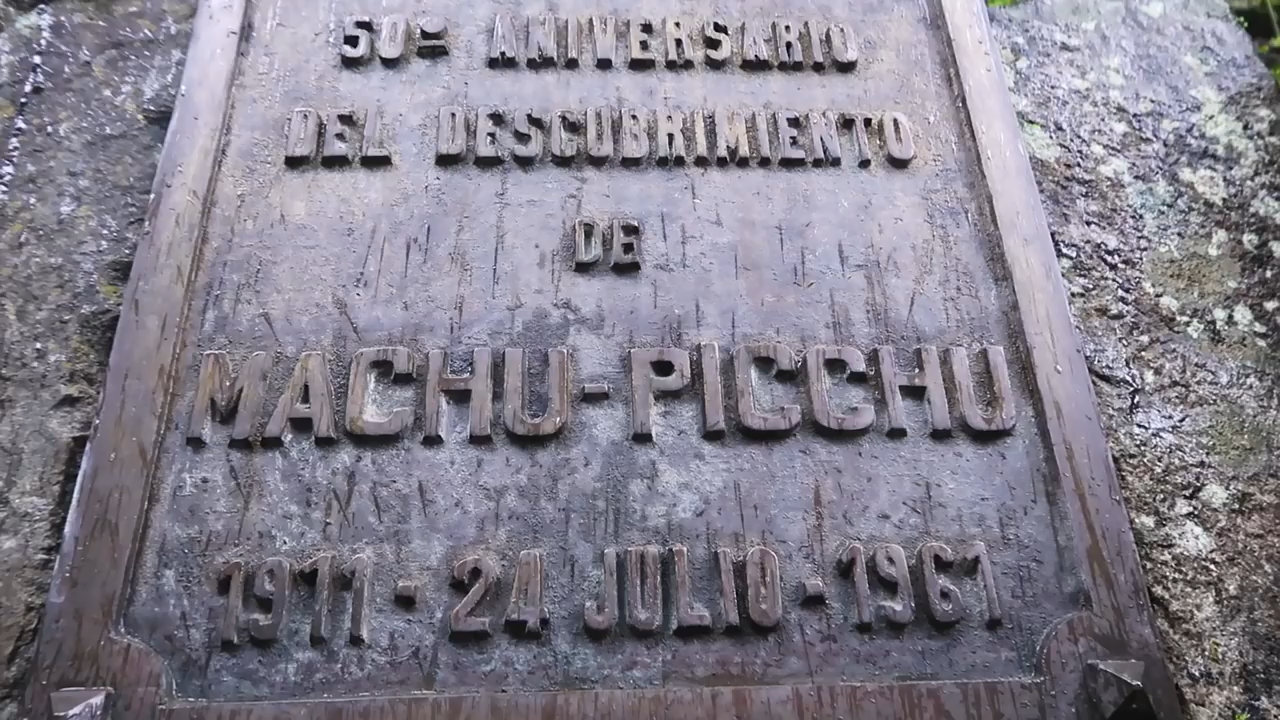 50º ANIVERSARIO
DEL DESCUBRIMIENTO
DE
MACHU-PICCHU
1911-24 JULIO-1961